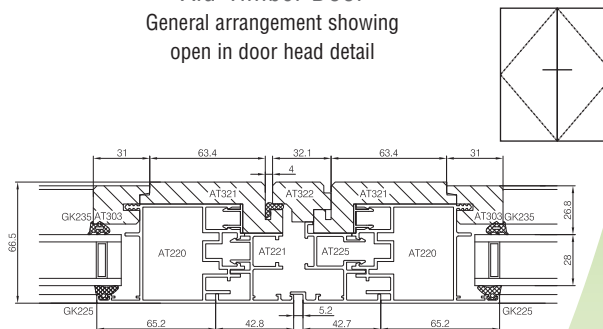 General arrangement showing
open in door head detail
31 63.4 32.1 63.4 31
4
AT321 AT322 AT321
GK235 AT303 AT303 GK235
66.5 26.8
AT220 AT221 AT225 AT220
28
GK225 GK225
5.2
65.2 42.8 42.7 65.2